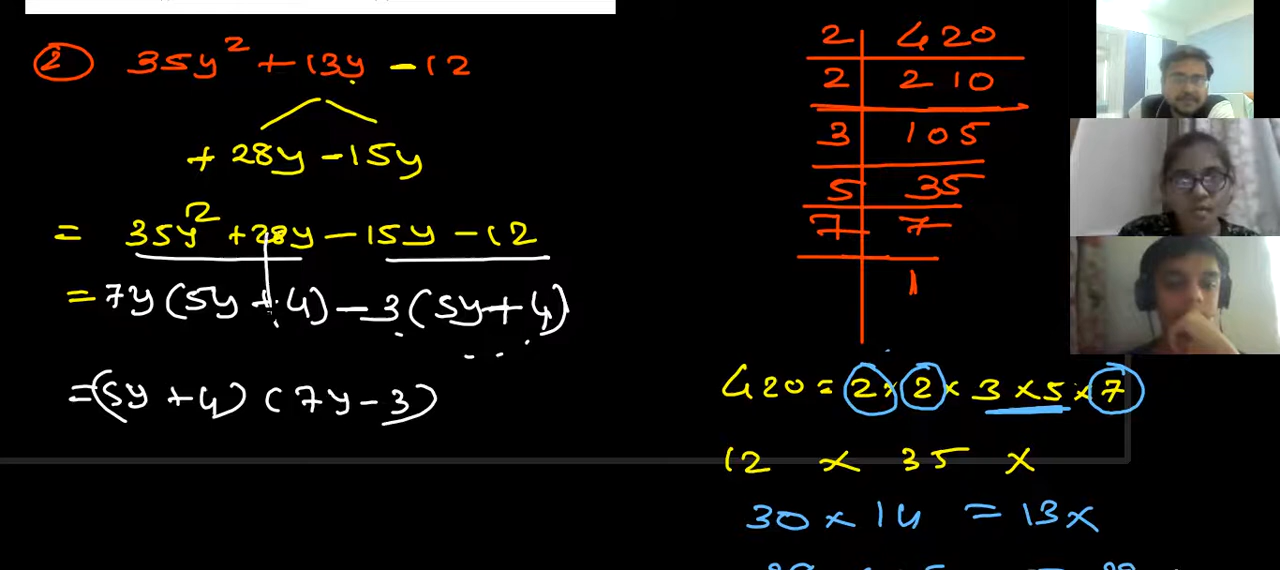 ② 35y² + 13y - 12
+ 28y - 15y
= 35y² + 28y - 15y - 12
= 7y (5y + 4) - 3 (5y + 4)
= (5y + 4) (7y - 3)
2 | 420
2 | 210
3 | 105
5 | 35
7 | 7
| 1
420 = 2 × 2 × 3 × 5 × 7
12 × 35 ×
30 × 14 = 13 ×